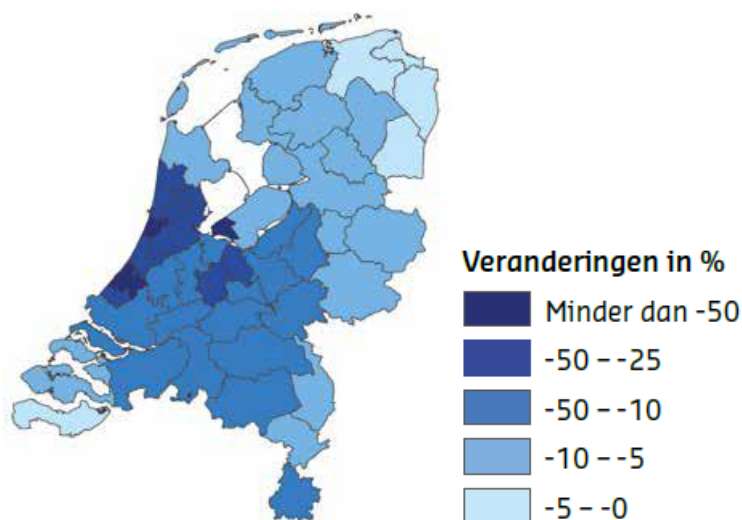 Veranderingen in %
Minder dan -50
-50 – -25
-50 – -10
-10 – -5
-5 – -0